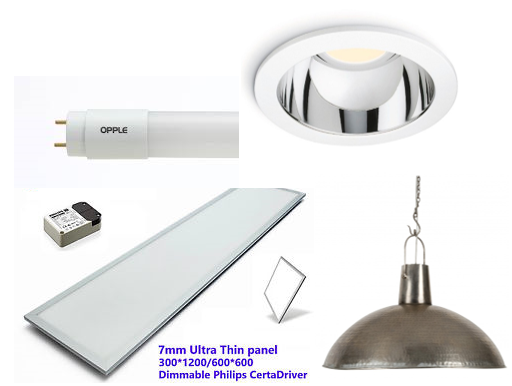 OPPLE
7mm Ultra Thin panel
300*1200/600*600
Dimmable Philips CertaDriver